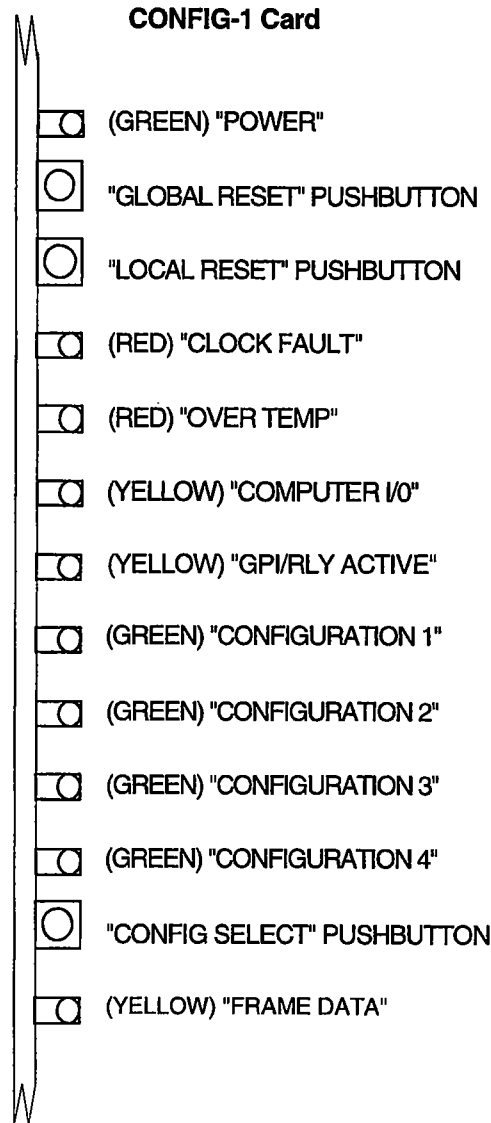 CONFIG-1 Card
(GREEN) "POWER"
"GLOBAL RESET" PUSHBUTTON
"LOCAL RESET" PUSHBUTTON
(RED) "CLOCK FAULT"
(RED) "OVER TEMP"
(YELLOW) "COMPUTER I/0"
(YELLOW) "GPI/RLY ACTIVE"
(GREEN) "CONFIGURATION 1"
(GREEN) "CONFIGURATION 2"
(GREEN) "CONFIGURATION 3"
(GREEN) "CONFIGURATION 4"
"CONFIG SELECT" PUSHBUTTON
(YELLOW) "FRAME DATA"